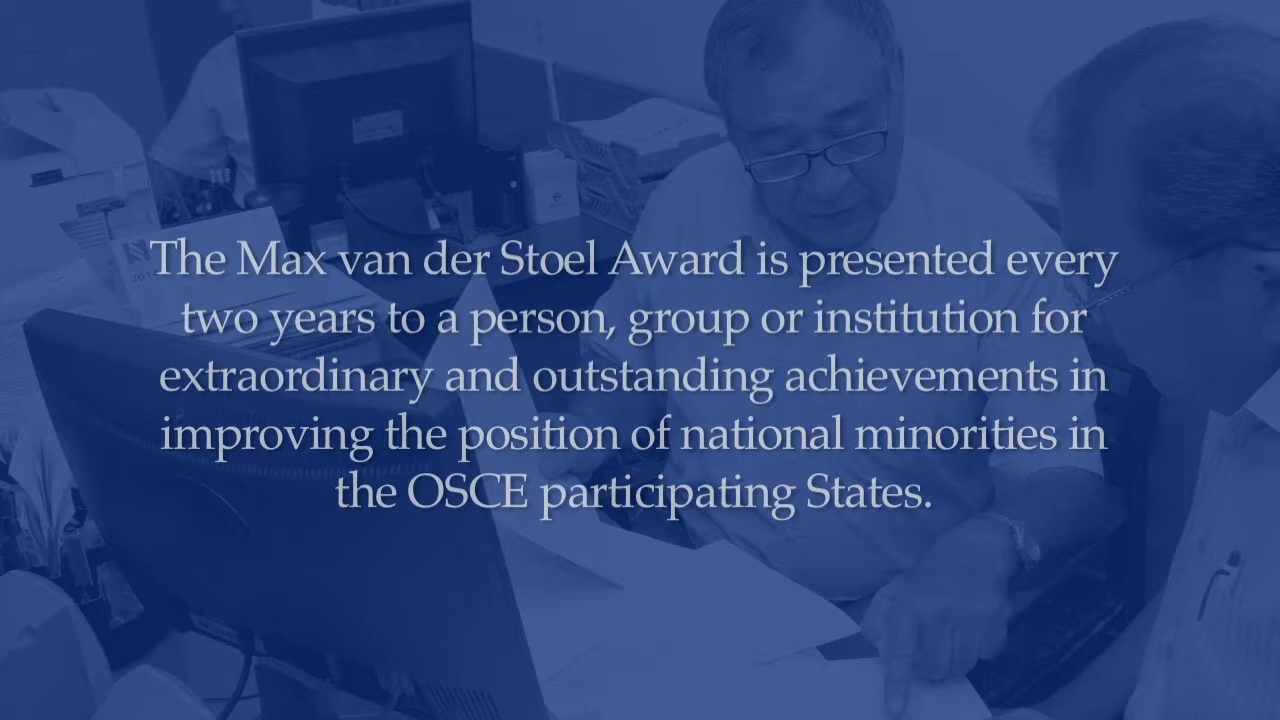 The Max van der Stoel Award is presented every
two years to a person, group or institution for
extraordinary and outstanding achievements in
improving the position of national minorities in
the OSCE participating States.